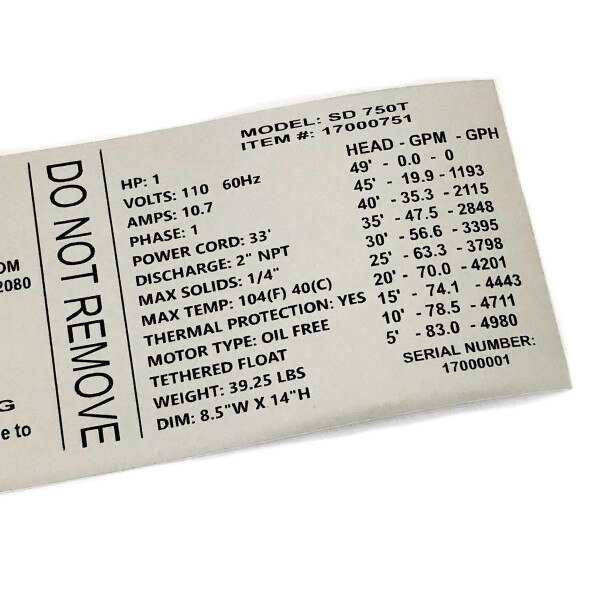 OM
2080
G
e to
DO NOT REMOVE
MODEL: SD 750T
ITEM #: 17000751
HP: 1
VOLTS: 110 60Hz
AMPS: 10.7
PHASE: 1
POWER CORD: 33'
DISCHARGE: 2" NPT
MAX SOLIDS: 1/4"
MAX TEMP: 104(F) 40(C)
THERMAL PROTECTION: YES
MOTOR TYPE: OIL FREE
TETHERED FLOAT
WEIGHT: 39.25 LBS
DIM: 8.5"W X 14"H
HEAD - GPM - GPH
49' - 0.0 - 0
45' - 19.9 - 1193
40' - 35.3 - 2115
35' - 47.5 - 2848
30' - 56.6 - 3395
25' - 63.3 - 3798
20' - 70.0 - 4201
15' - 74.1 - 4443
10' - 78.5 - 4711
5' - 83.0 - 4980
SERIAL NUMBER:
17000001